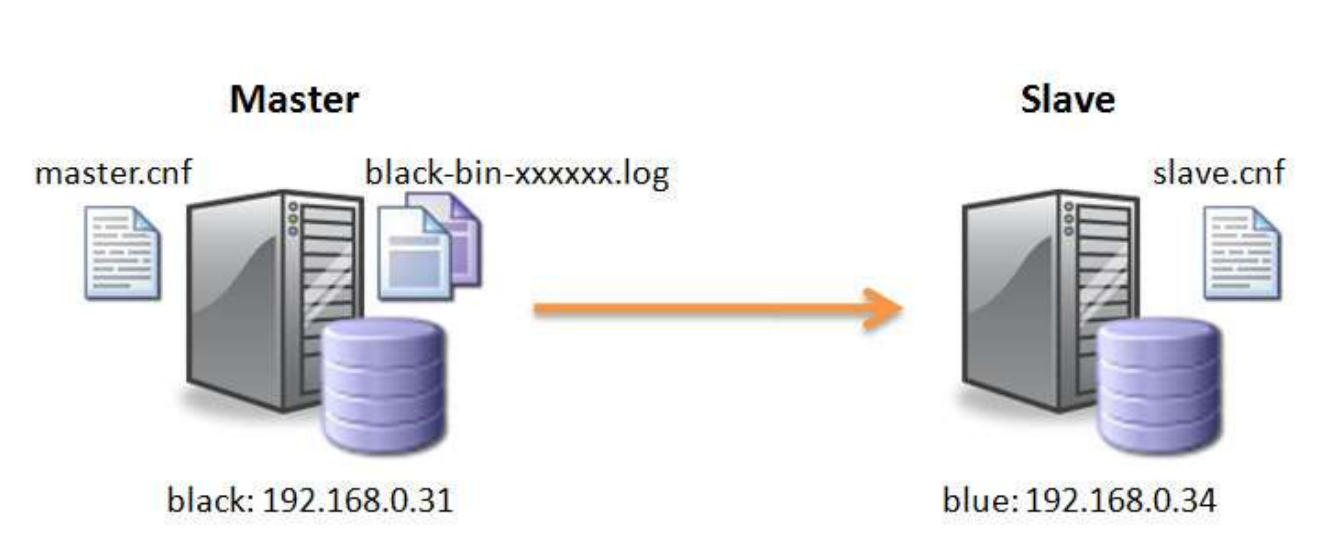 Master
Slave
master.cnf
black-bin-xxxxxx.log
slave.cnf
black: 192.168.0.31
blue: 192.168.0.34